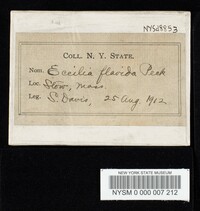 NYSd9853
COLL. N. Y. STATE.
Nom. Eccilia flavida Peck
Loc. Stow, Mass.
Leg. S. Davis, 25 Aug 1912
NEW YORK STATE MUSEUM
NYSM 0 000 007 212